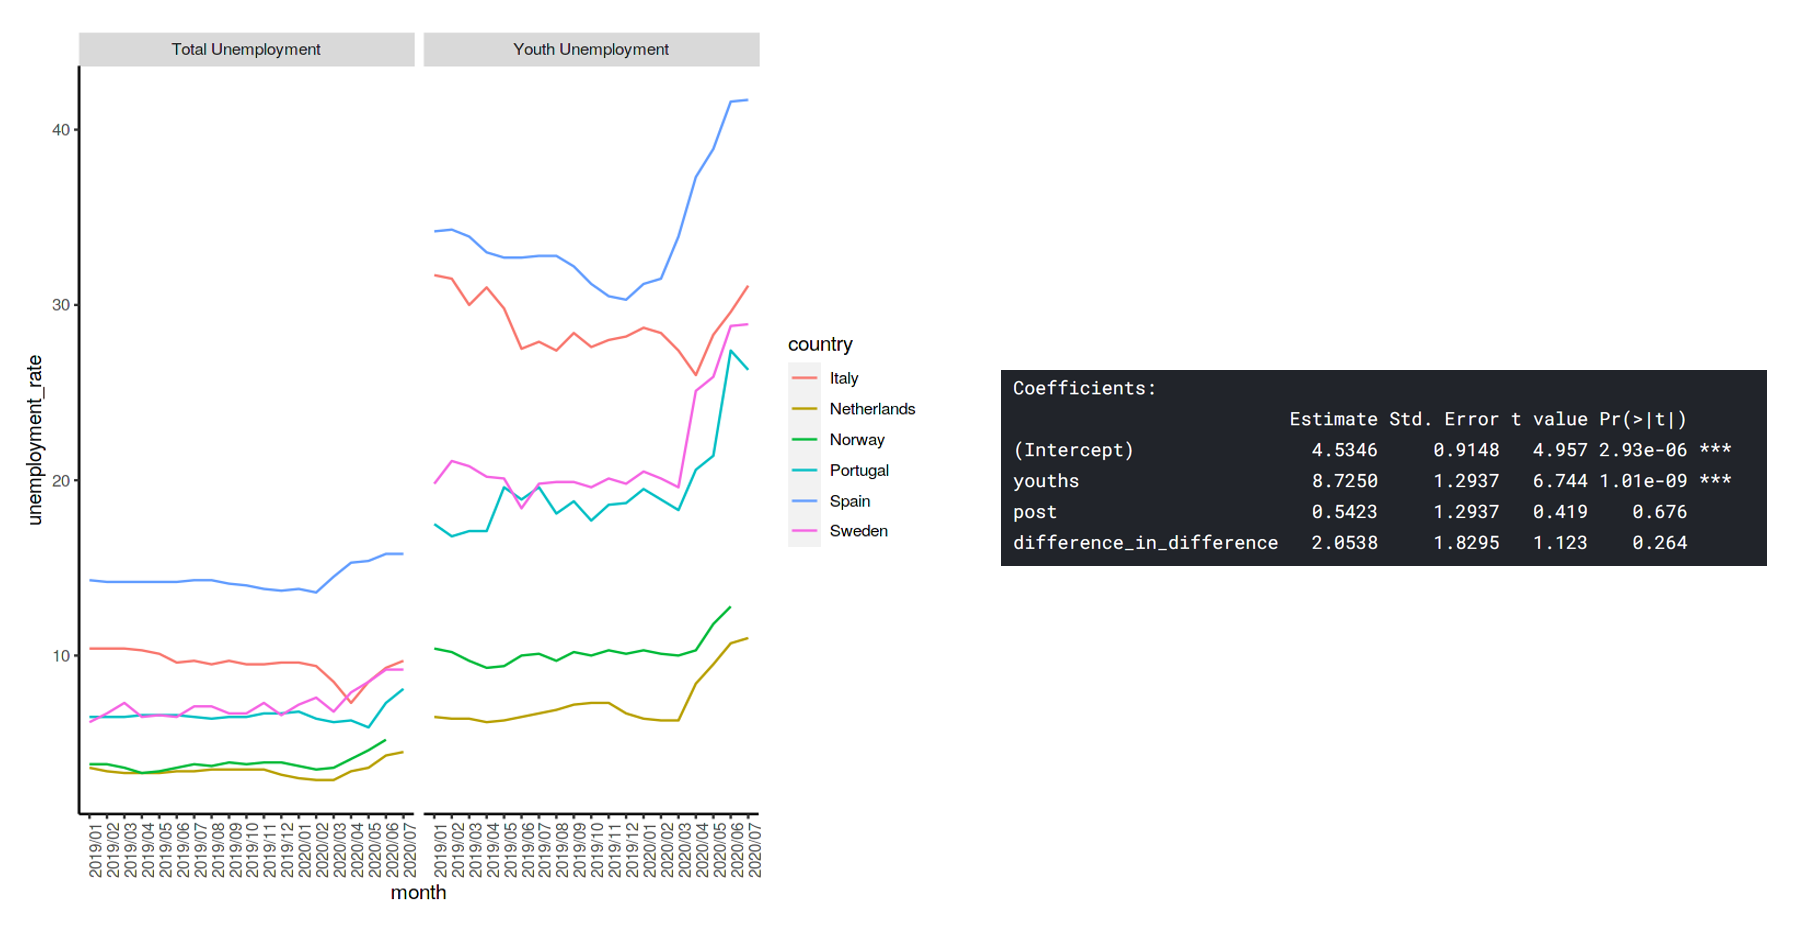 Total Unemployment
Youth Unemployment
unemployment_rate
40
30
20
10
2019/01
2019/02
2019/03
2019/04
2019/05
2019/06
2019/07
2019/08
2019/09
2019/10
2019/11
2019/12
2020/01
2020/02
2020/03
2020/04
2020/05
2020/06
2020/07
2019/01
2019/02
2019/03
2019/04
2019/05
2019/06
2019/07
2019/08
2019/09
2019/10
2019/11
2019/12
2020/01
2020/02
2020/03
2020/04
2020/05
2020/06
2020/07
month
country
Italy
Netherlands
Norway
Portugal
Spain
Sweden
Coefficients:
Estimate Std. Error t value Pr(>|t|)
(Intercept) 4.5346 0.9148 4.957 2.93e-06 ***
youths 8.7250 1.2937 6.744 1.01e-09 ***
post 0.5423 1.2937 0.419 0.676
difference_in_difference 2.0538 1.8295 1.123 0.264